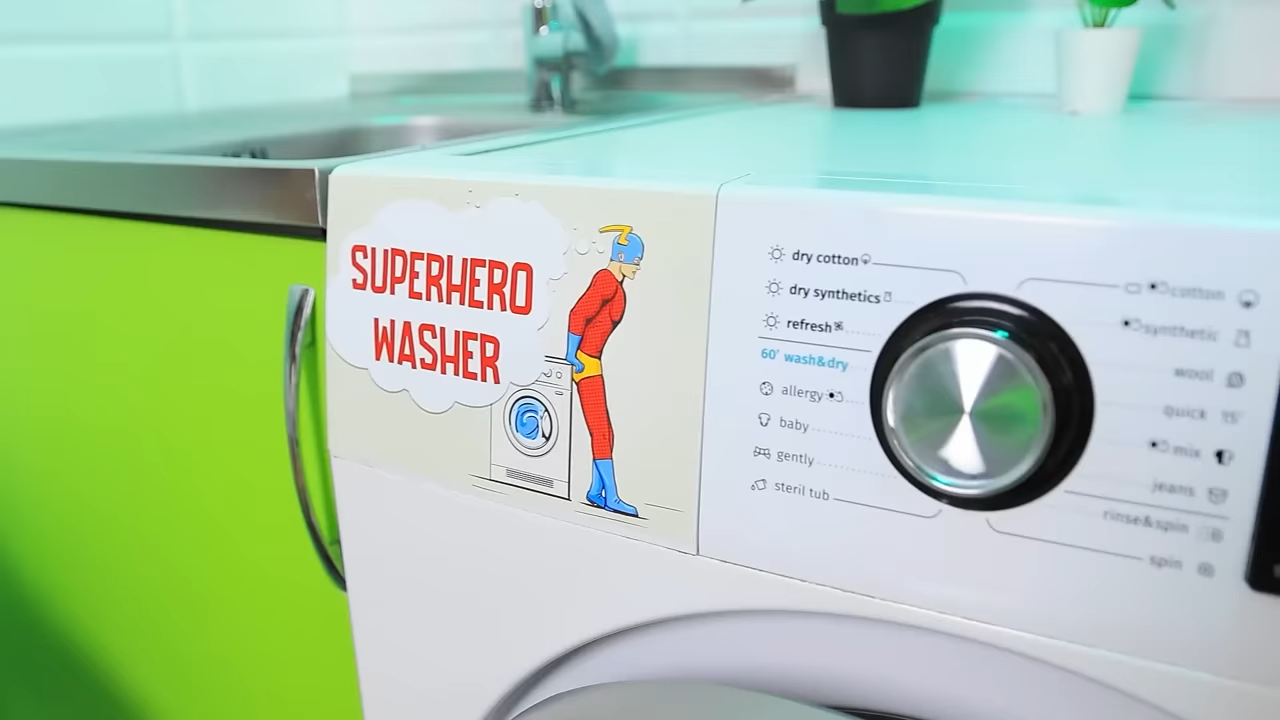 SUPERHERO
WASHER
dry cotton
dry synthetics
refresh
60' wash&dry
allergy
baby
gently
steril tub
cotton
synthetic
wool
quick 15'
mix
jeans
rinse&spin
spin